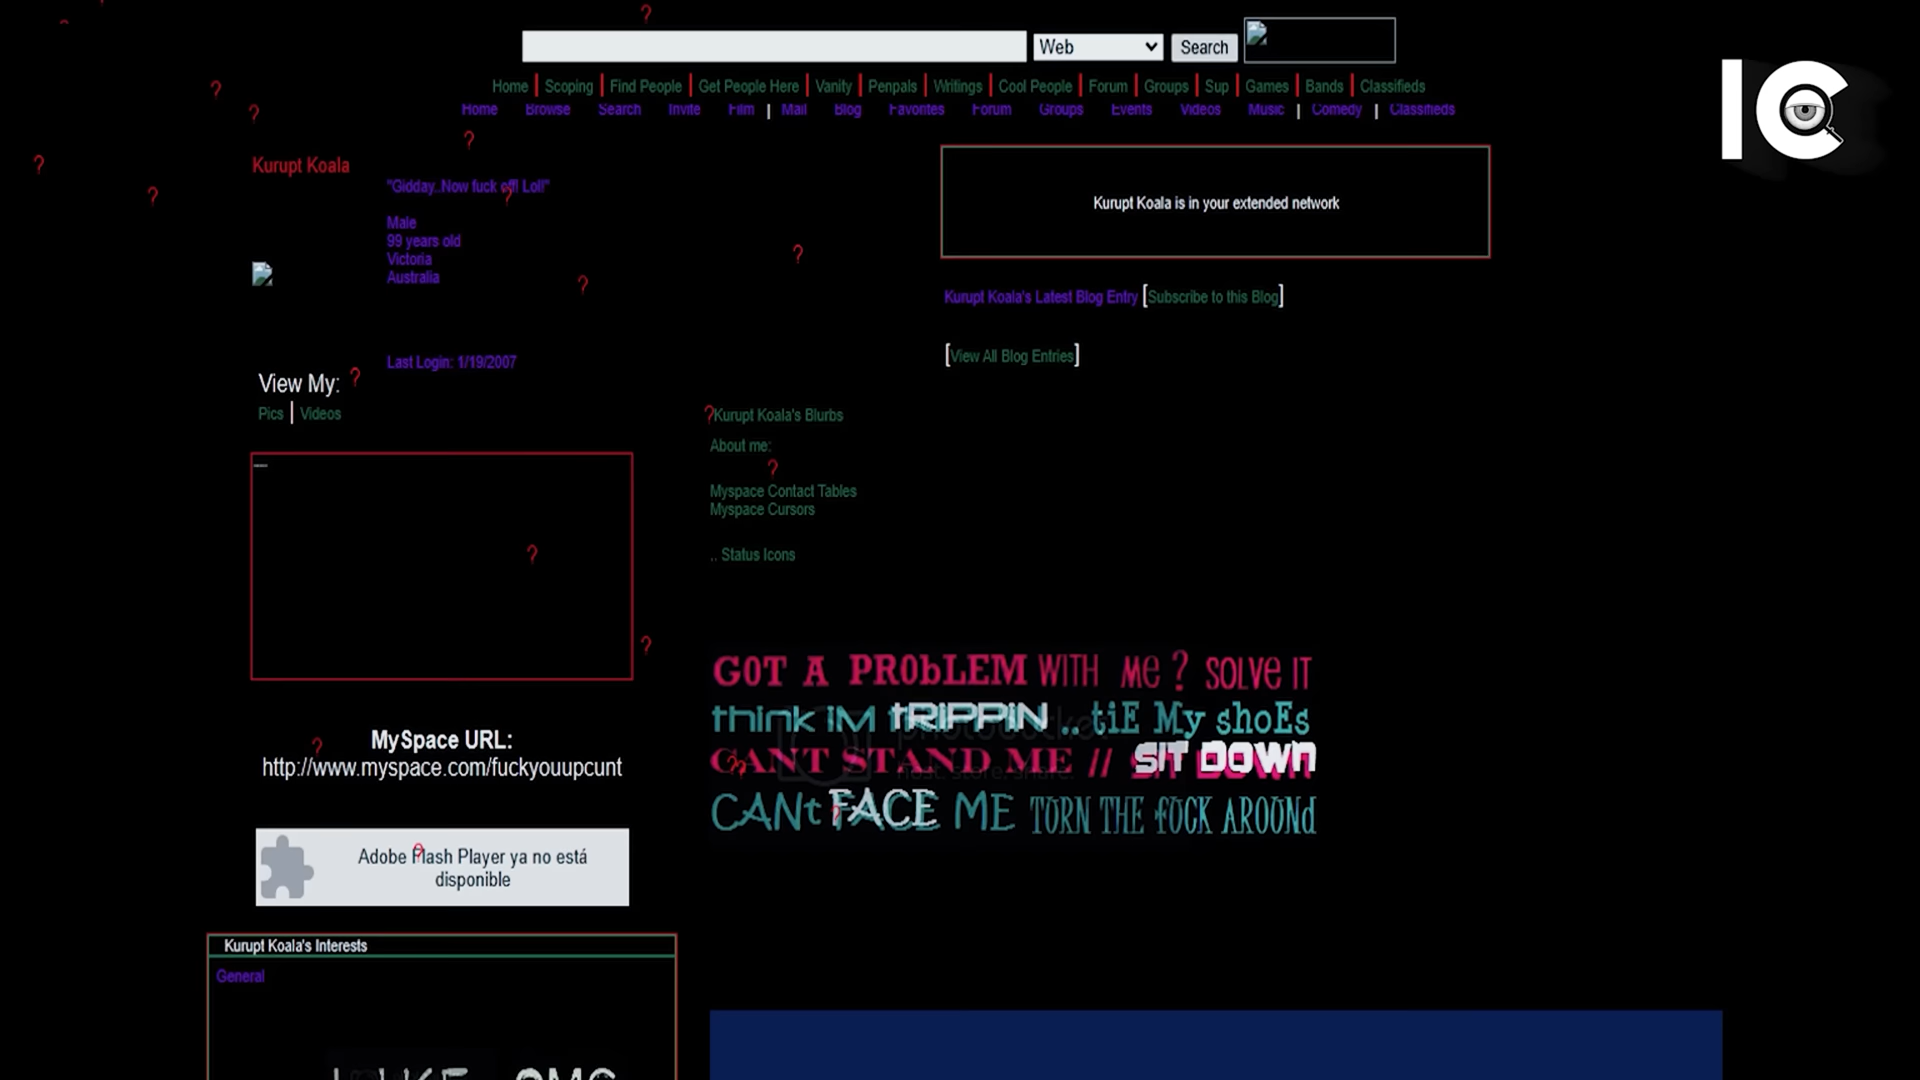 Web
Search
IC
Home | Scoping | Find People | Get People Here | Vanity | Penpals | Writings | Cool People | Forum | Groups | Sup | Games | Bands | Classifieds
Home Browse Search Invite Film | Mail Blog Favorites Forum Groups Events Videos Music | Comedy | Classifieds
Kurupt Koala
"Gidday..Now fuck off! Lol!"
Male
99 years old
Victoria
Australia
Last Login: 1/19/2007
View My:
Pics | Videos
MySpace URL:
http://www.myspace.com/fuckyouupcunt
Adobe Flash Player ya no está
disponible
Kurupt Koala's Interests
General
Kurupt Koala is in your extended network
Kurupt Koala's Latest Blog Entry [Subscribe to this Blog]
[View All Blog Entries]
Kurupt Koala's Blurbs
About me:
Myspace Contact Tables
Myspace Cursors
.. Status Icons
GOT A PRObLEM WITH Me ? SOLVe IT
think iM tRIPPIN .. tiE My shoEs
CANT STAND ME // SIT DOWn
CANt FACE ME TURN THE fUCK AROUNd